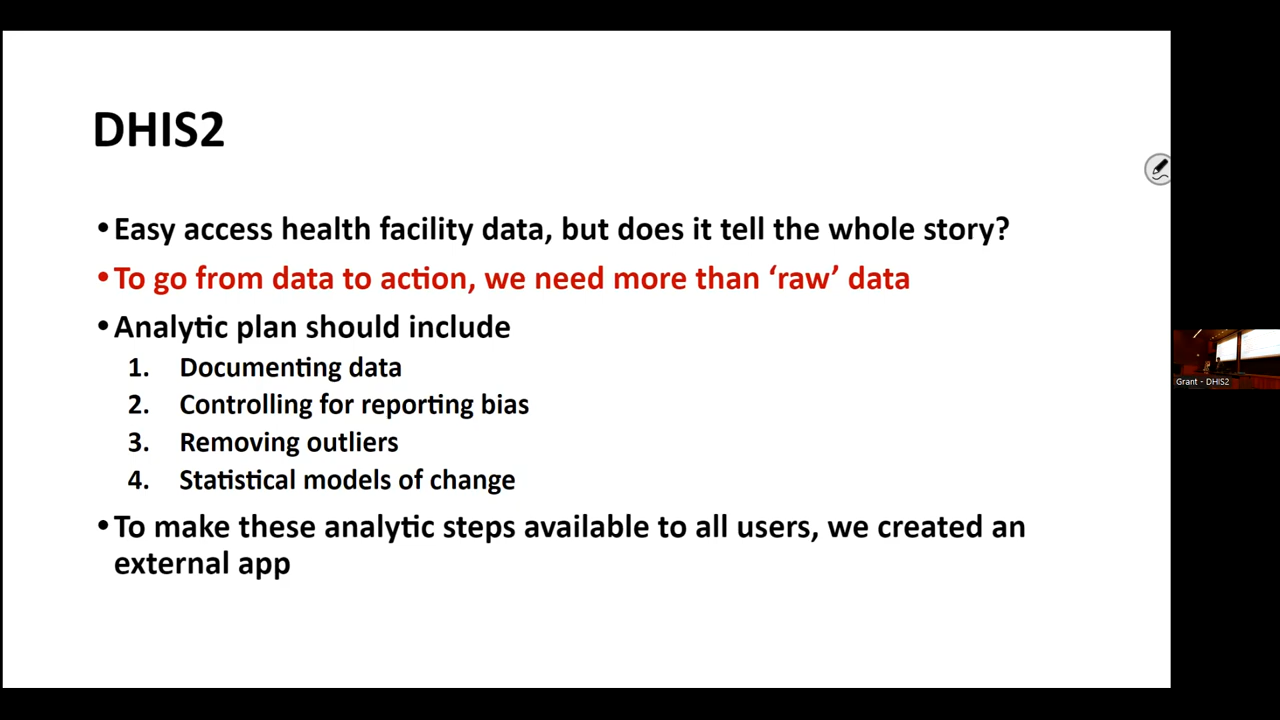 DHIS2
•Easy access health facility data, but does it tell the whole story?
•To go from data to action, we need more than ‘raw’ data
•Analytic plan should include
1. Documenting data
2. Controlling for reporting bias
3. Removing outliers
4. Statistical models of change
•To make these analytic steps available to all users, we created an
external app
Grant - DHIS2